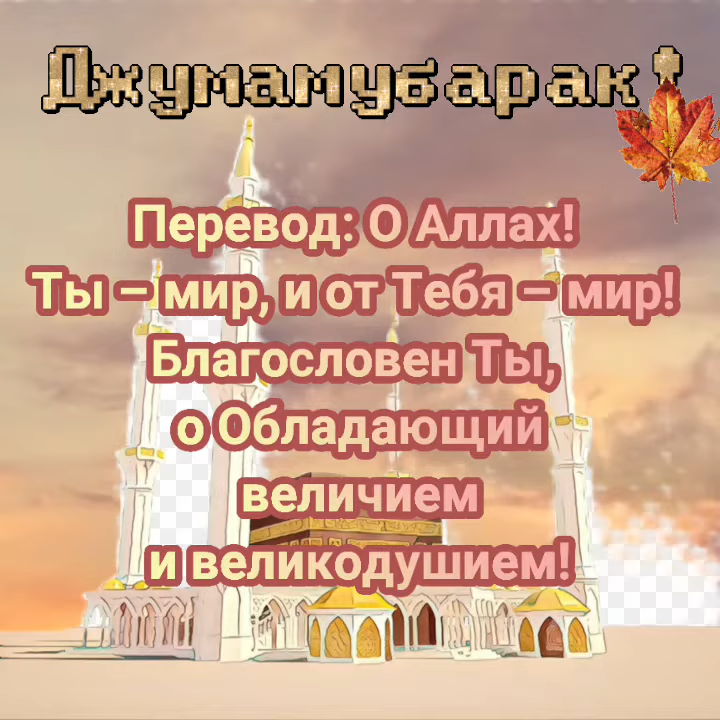 Джумамубарак!
Перевод: О Аллах!
Ты – мир, и от Тебя – мир!
Благословен Ты,
о Обладающий
величием
и великодушием!